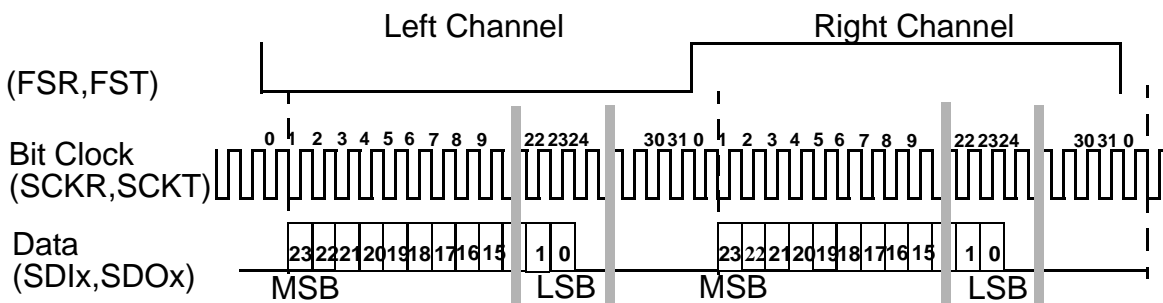 Left Channel Right Channel
(FSR,FST)
0 1 2 3 4 5 6 7 8 9 22 23 24 30 31 0 1 2 3 4 5 6 7 8 9 22 23 24 30 31 0
Bit Clock
(SCKR,SCKT)
Data
23 22 21 20 19 18 17 16 15 1 0 23 22 21 20 19 18 17 16 15 1 0
(SDIx,SDOx)
MSB LSB MSB LSB